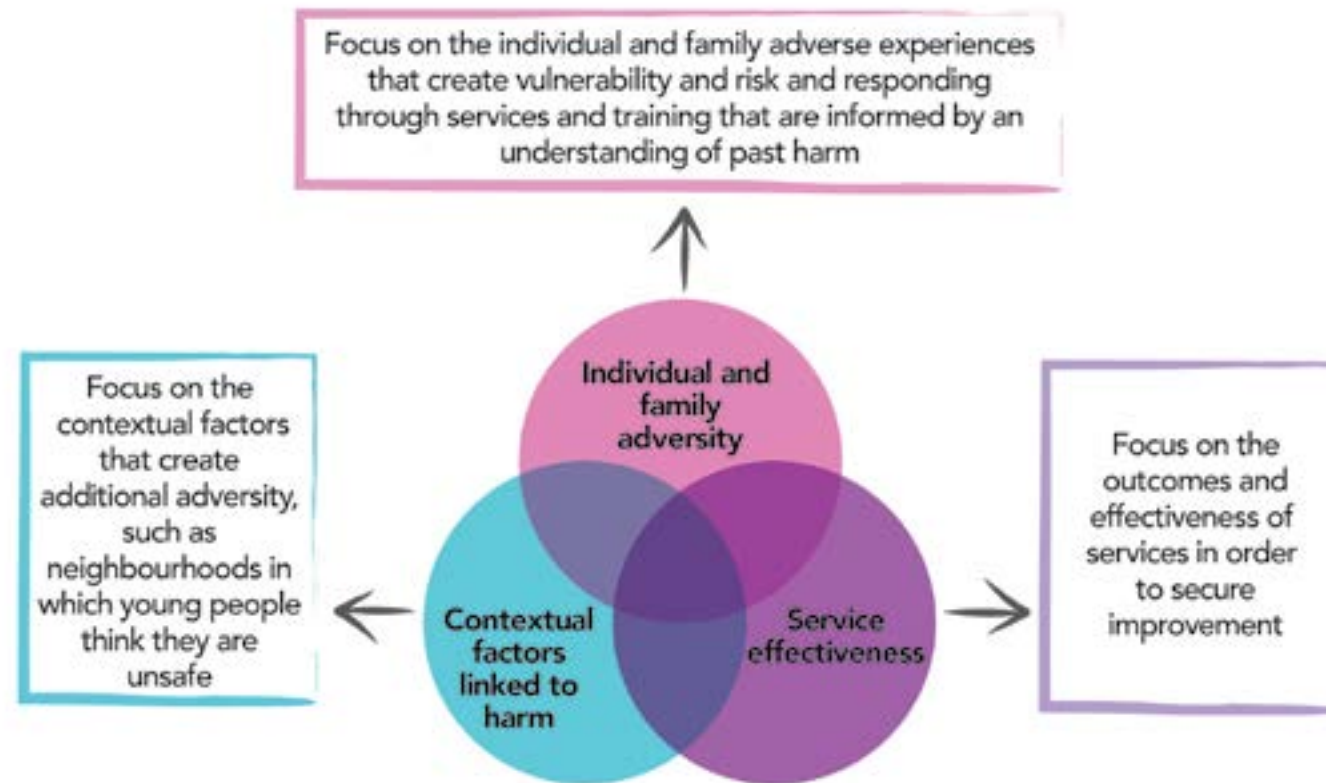 Focus on the individual and family adverse experiences
that create vulnerability and risk and responding
through services and training that are informed by an
understanding of past harm
Individual and
family
adversity
Focus on the
contextual factors
that create
additional adversity,
such as
neighbourhoods in
which young people
think they are
unsafe
Contextual
factors
linked to
harm
Service
effectiveness
Focus on the
outcomes and
effectiveness of
services in order
to secure
improvement